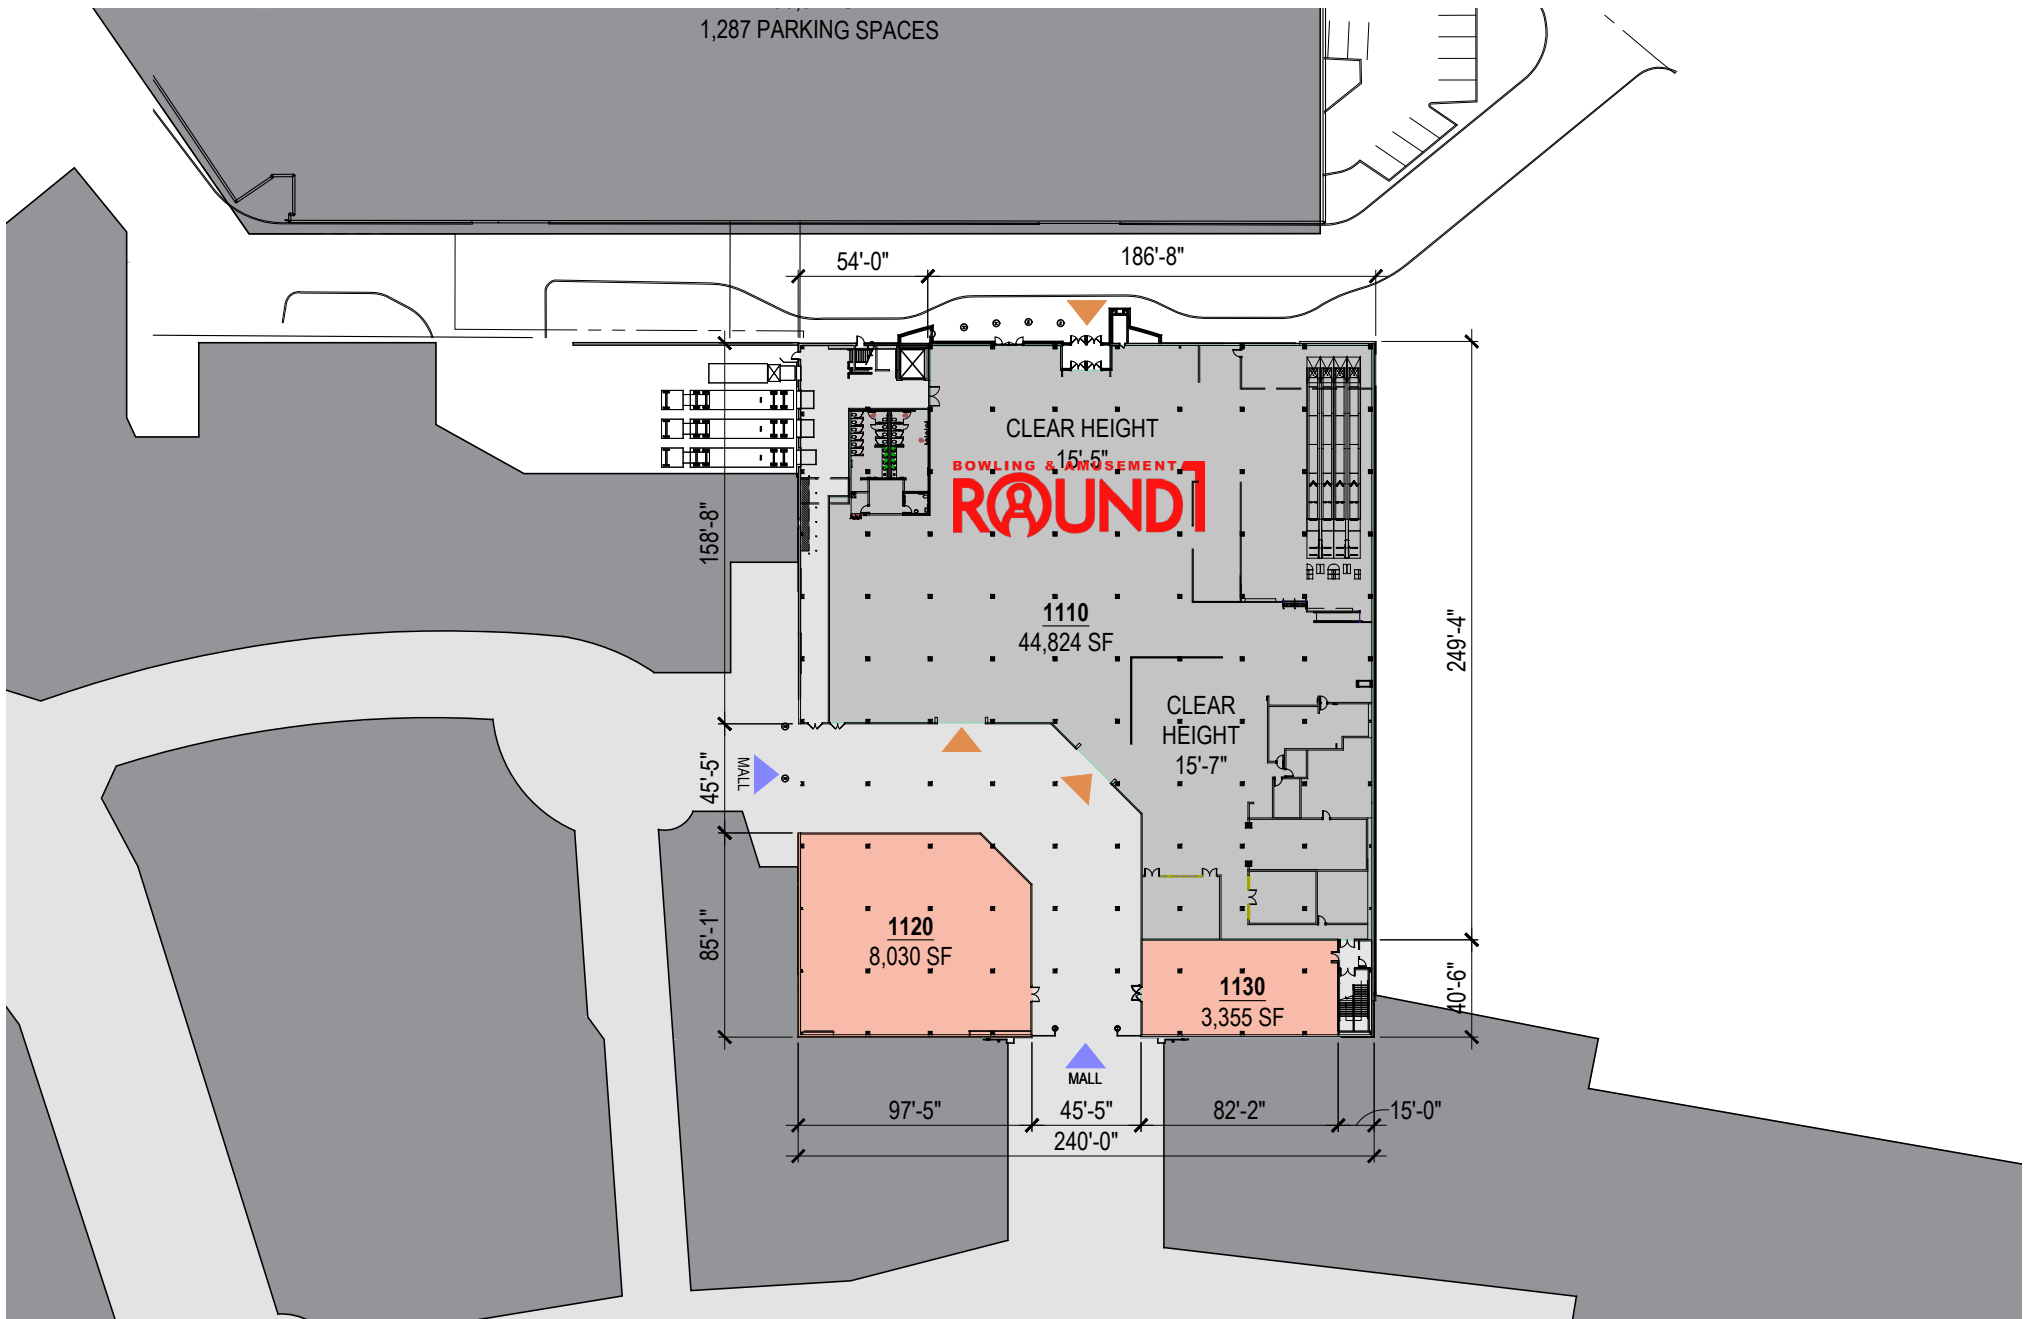 1,287 PARKING SPACES
54'-0"
186'-8"
CLEAR HEIGHT
15'-5"
BOWLING & AMUSEMENT
ROUND1
158'-8"
1110
44,824 SF
249'-4"
CLEAR
HEIGHT
15'-7"
MALL
45'-5"
85'-1"
1120
8,030 SF
1130
3,355 SF
40'-6"
MALL
97'-5"
45'-5"
82'-2"
15'-0"
240'-0"